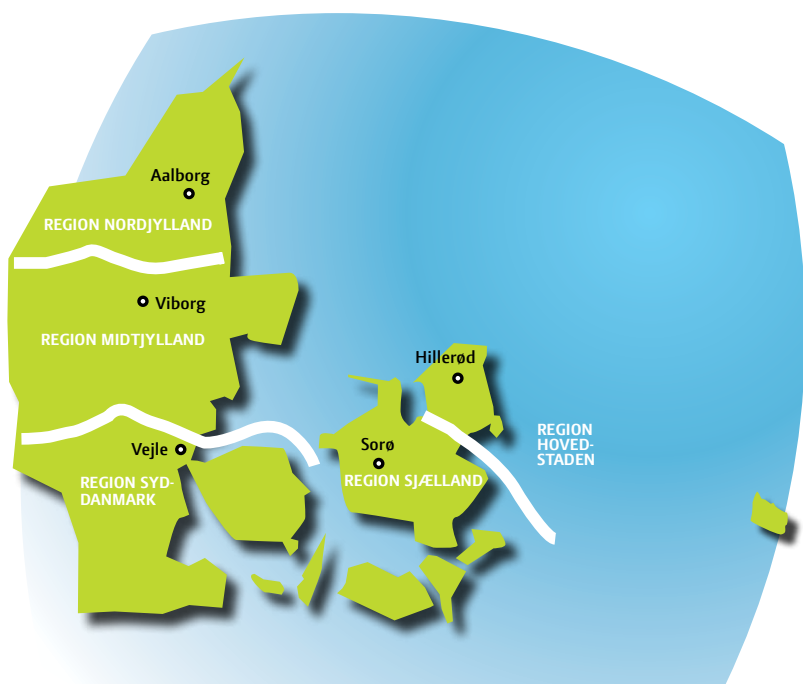 Aalborg
REGION NORDJYLLAND
Viborg
REGION MIDTJYLLAND
Hillerød
REGION
HOVED-
STADEN
Vejle
Sorø
REGION SYD-
DANMARK
REGION SJÆLLAND